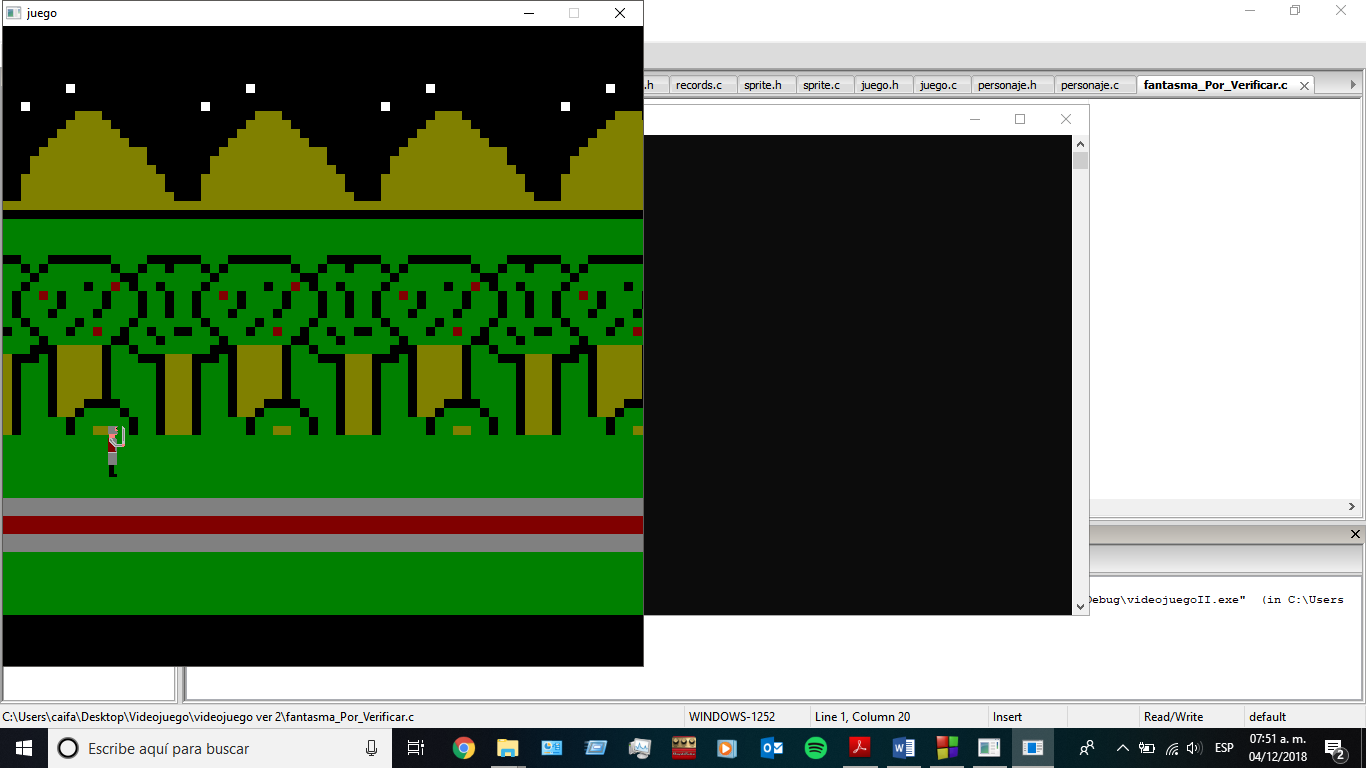 juego
.h
records.c
sprite.h
sprite.c
juego.h
juego.c
personaje.h
personaje.c
fantasma_Por_Verificar.c
Debug\videojuegoII.exe" (in C:\Users
C:\Users\caifa\Desktop\Videojuego\videojuego ver 2\fantasma_Por_Verificar.c
WINDOWS-1252
Line 1, Column 20
Insert
Read/Write
default
Escribe aquí para buscar
ESP
07:51 a. m.
04/12/2018
2